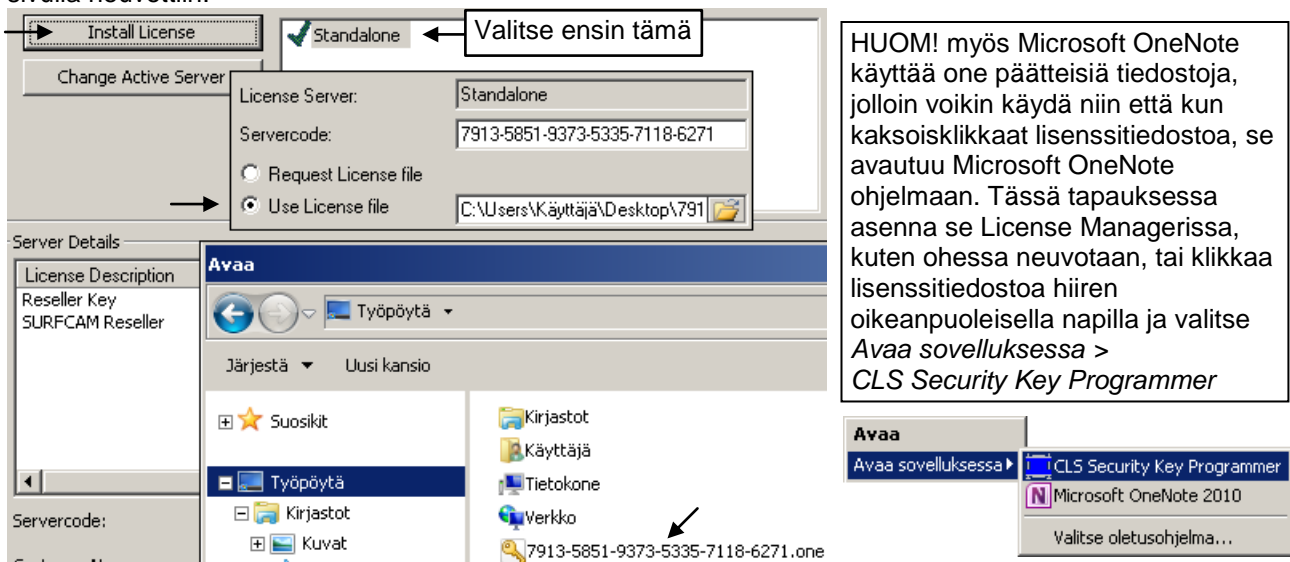 Install License
Standalone
Valitse ensin tämä
Change Active Server
License Server:
Standalone
Servercode:
7913-5851-9373-5335-7118-6271
Request License file
Use License file
C:\Users\Käyttäjä\Desktop\791
Server Details
License Description
Reseller Key
SURFCAM Reseller
Servercode:
Avaa
Työpöytä
Järjestä
Uusi kansio
Suosikit
Työpöytä
Kirjastot
Kuvat
Kirjastot
Käyttäjä
Tietokone
Verkko
7913-5851-9373-5335-7118-6271.one
HUOM! myös Microsoft OneNote
käyttää one päätteisiä tiedostoja,
jolloin voikin käydä niin että kun
kaksoisklikkaat lisenssitiedostoa, se
avautuu Microsoft OneNote
ohjelmaan. Tässä tapauksessa
asenna se License Managerissa,
kuten ohessa neuvotaan, tai klikkaa
lisenssitiedostoa hiiren
oikeanpuoleisella napilla ja valitse
Avaa sovelluksessa >
CLS Security Key Programmer
Avaa
Avaa sovelluksessa
CLS Security Key Programmer
Microsoft OneNote 2010
Valitse oletusohjelma...